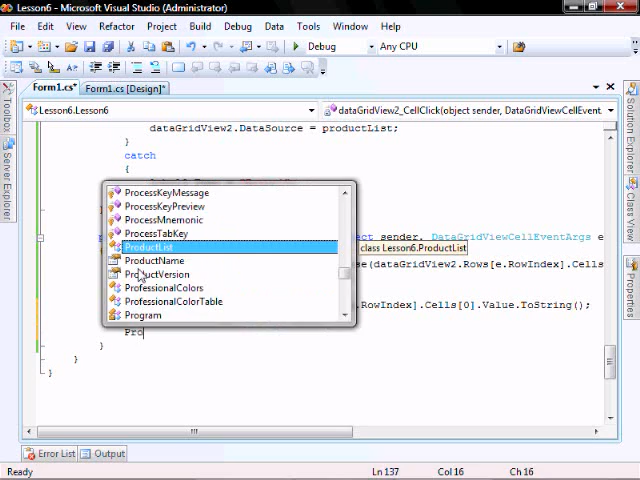 Lesson6 - Microsoft Visual Studio (Administrator)
File Edit View Refactor Project Build Debug Data Tools Window Help
Debug Any CPU
Form1.cs* Form1.cs [Design]*
Lesson6.Lesson6 dataGridView2_CellClick(object sender, DataGridViewCellEvent
Toolbox
Server Explorer
Solution Explorer
Properties
dataGridView2.DataSource = productList;
}
catch
{
ProcessKeyMessage
ProcessKeyPreview
ProcessMnemonic
ProcessTabKey
ject sender, DataGridViewCellEventArgs e
ProductList
class Lesson6.ProductList
ProductName
se(dataGridView2.Rows[e.RowIndex].Cells
ProductVersion
ProfessionalColors
ProfessionalColorTable
.RowIndex].Cells[0].Value.ToString();
Program
Pro
}
}
}
Error List Output
Ready Ln 137 Col 16 Ch 16